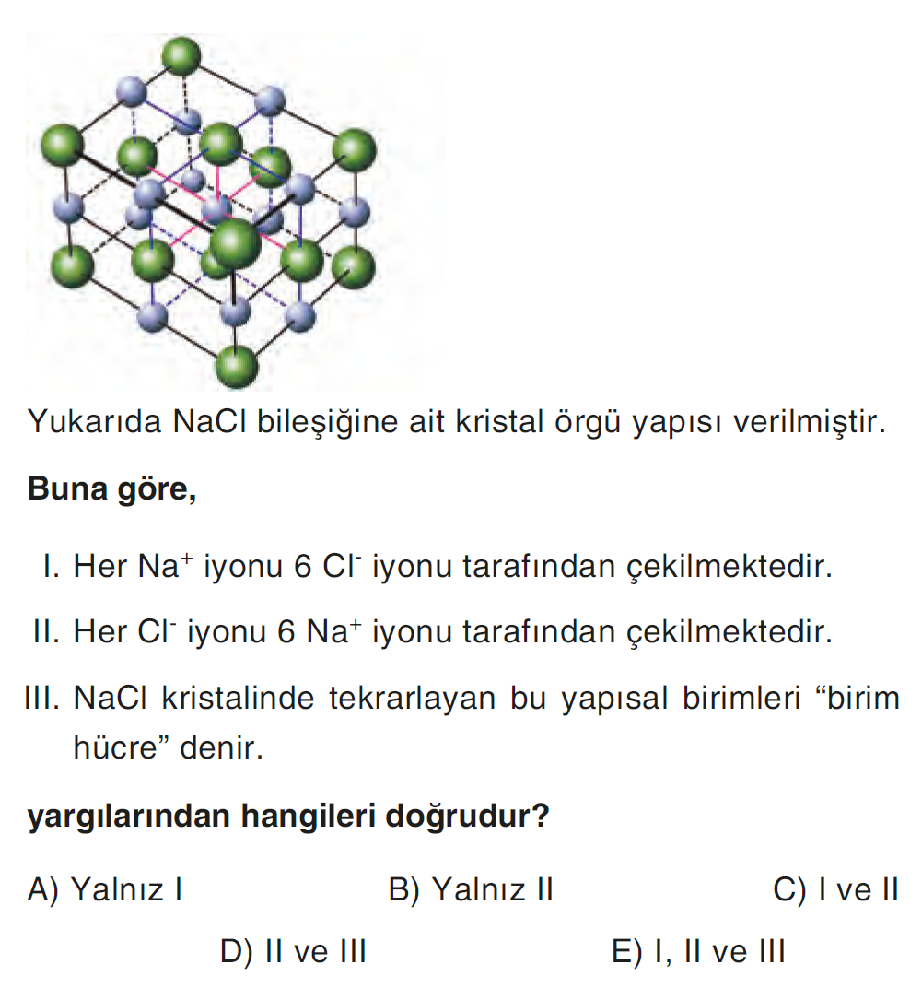 Yukarıda NaCl bileşiğine ait kristal örgü yapısı verilmiştir.
Buna göre,
I. Her Na⁺ iyonu 6 Cl⁻ iyonu tarafından çekilmektedir.
II. Her Cl⁻ iyonu 6 Na⁺ iyonu tarafından çekilmektedir.
III. NaCl kristalinde tekrarlayan bu yapısal birimleri “birim
hücre” denir.
yargılarından hangileri doğrudur?
A) Yalnız I B) Yalnız II C) I ve II
D) II ve III E) I, II ve III